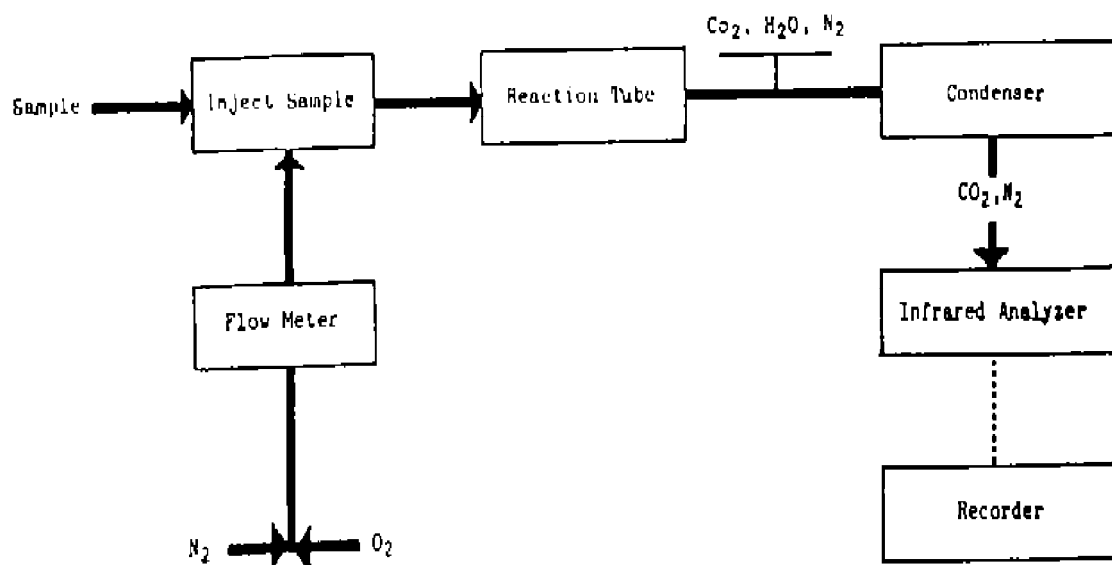 Co₂, H₂O, N₂
Sample
Inject Sample
Reaction Tube
Condenser
CO₂,N₂
Flow Meter
Infrared Analyzer
Recorder
N₂
O₂